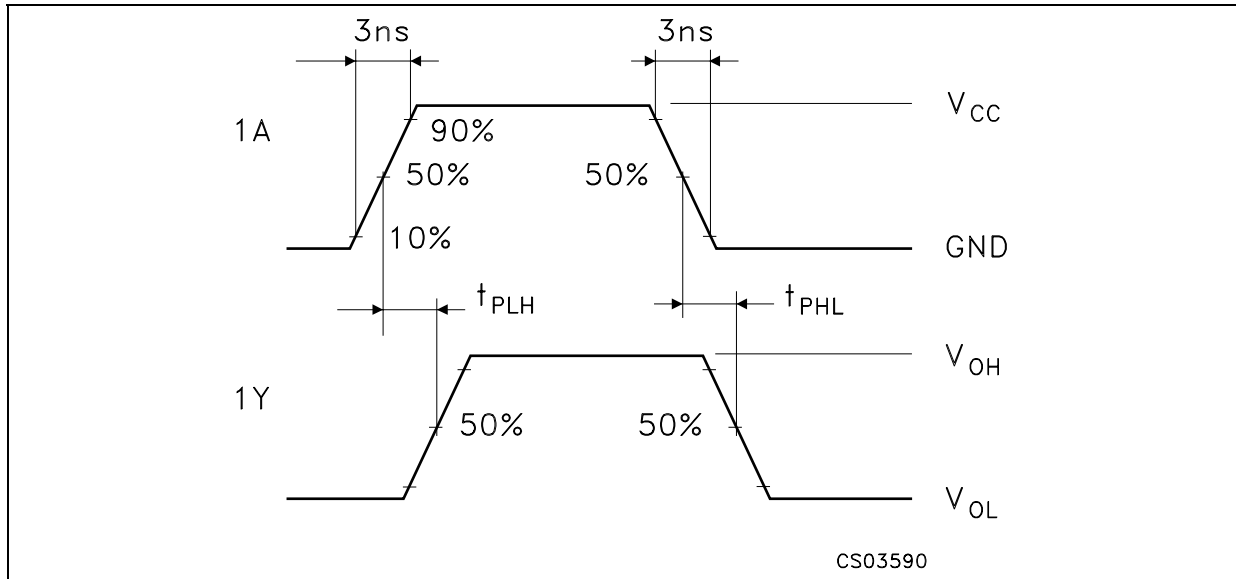 3ns 3ns
1A
90%
V_CC
50% 50%
10%
GND
t_PLH t_PHL
V_OH
1Y
50% 50%
V_OL
CS03590